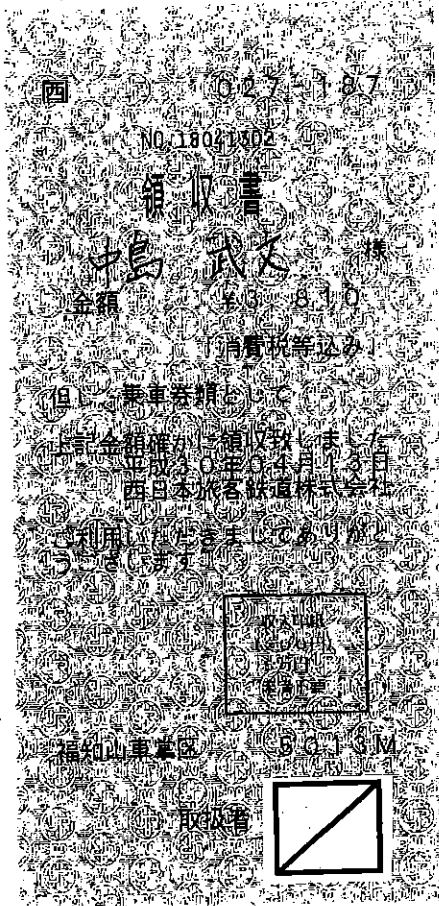 西 027-187
NO.18041302
領収書
中島 武文 様
金額 ¥3,810
「消費税等込み」
但し、乗車券類として
上記金額確かに領収致しました
平成30年04月13日
西日本旅客鉄道株式会社
ご利用いただきましてありがと
うございます
福知山車掌区 5013M
取扱者